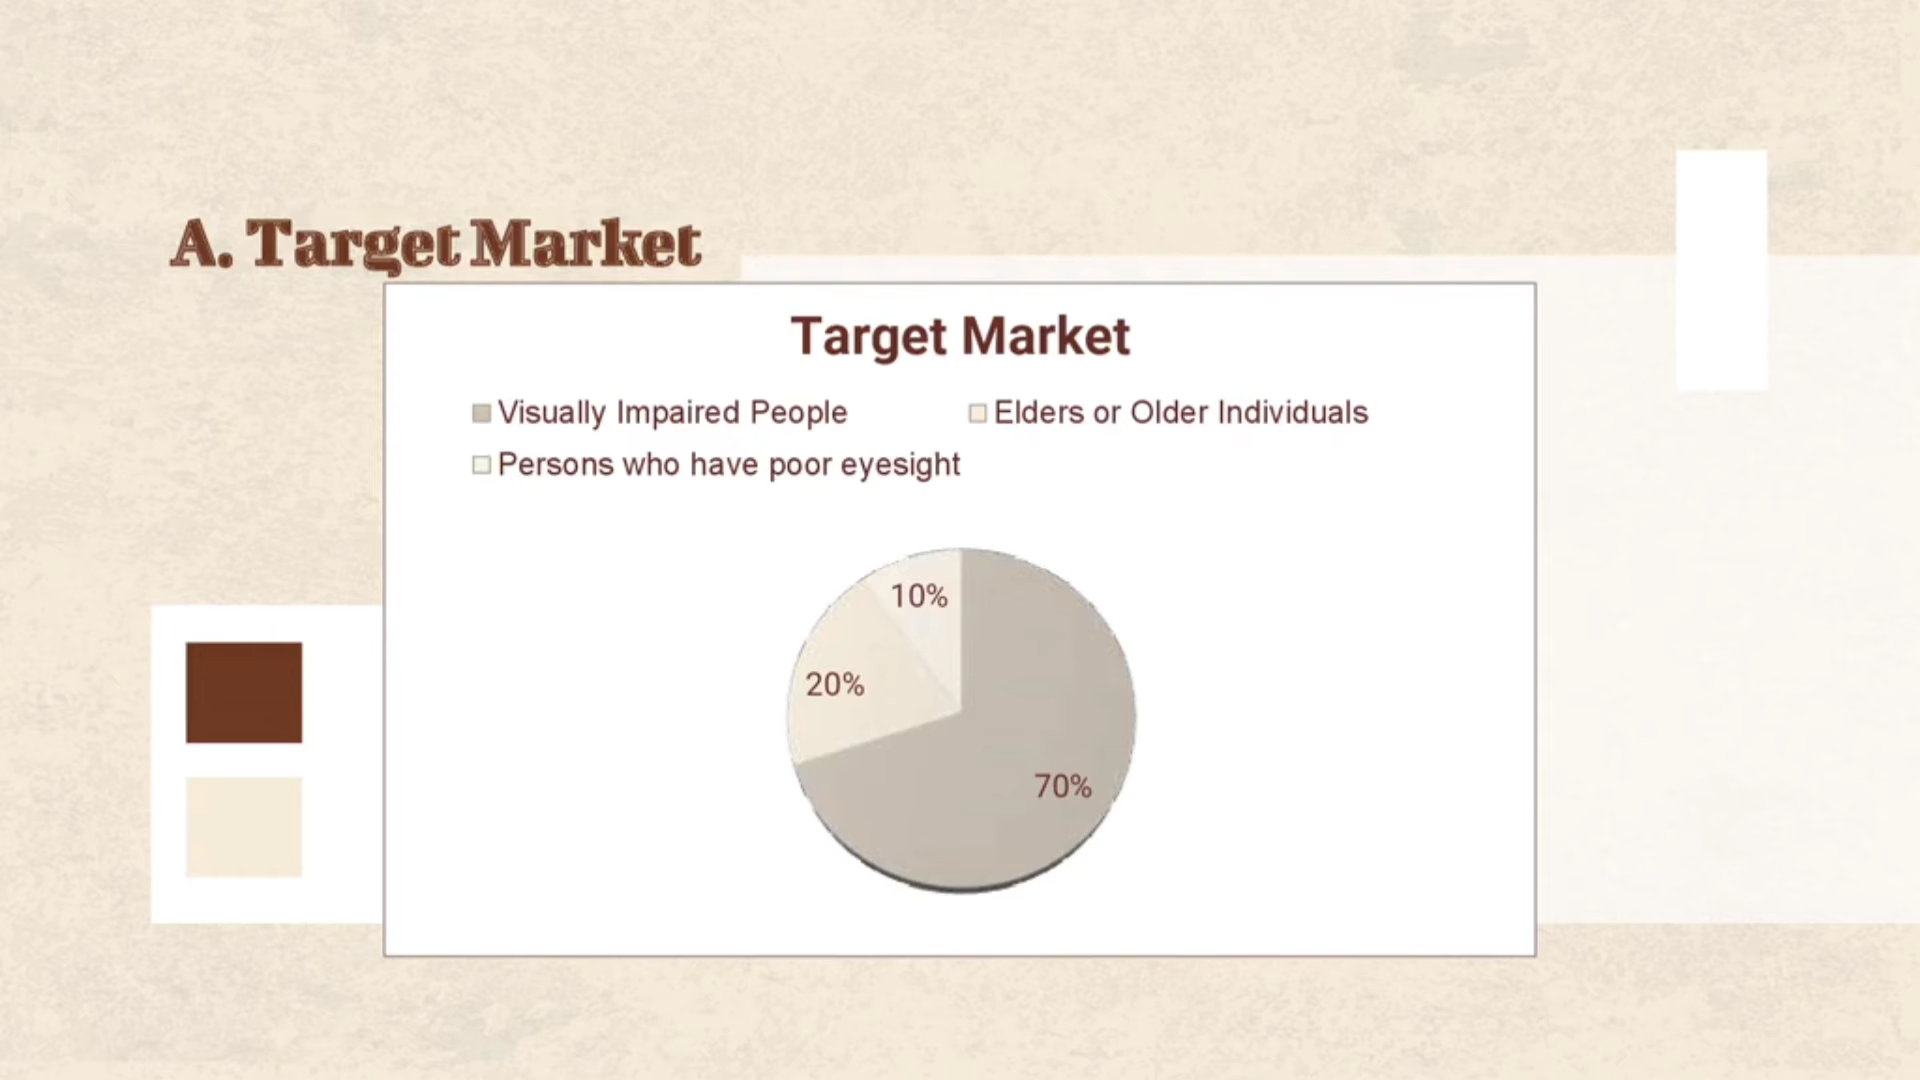 A. Target Market
Target Market
Visually Impaired People
Elders or Older Individuals
Persons who have poor eyesight
10%
20%
70%